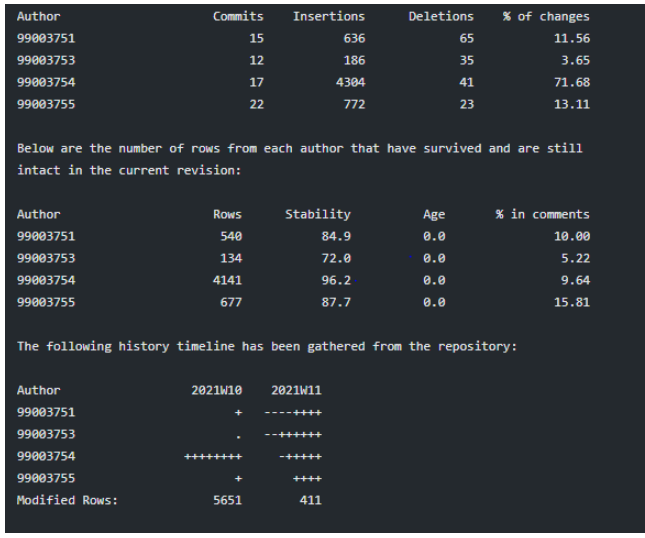 Author Commits Insertions Deletions % of changes
99003751 15 636 65 11.56
99003753 12 186 35 3.65
99003754 17 4304 41 71.68
99003755 22 772 23 13.11
Below are the number of rows from each author that have survived and are still
intact in the current revision:
Author Rows Stability Age % in comments
99003751 540 84.9 0.0 10.00
99003753 134 72.0 0.0 5.22
99003754 4141 96.2 0.0 9.64
99003755 677 87.7 0.0 15.81
The following history timeline has been gathered from the repository:
Author 2021W10 2021W11
99003751 + ----++++
99003753 . --++++++
99003754 ++++++++ -+++++
99003755 + ++++
Modified Rows: 5651 411